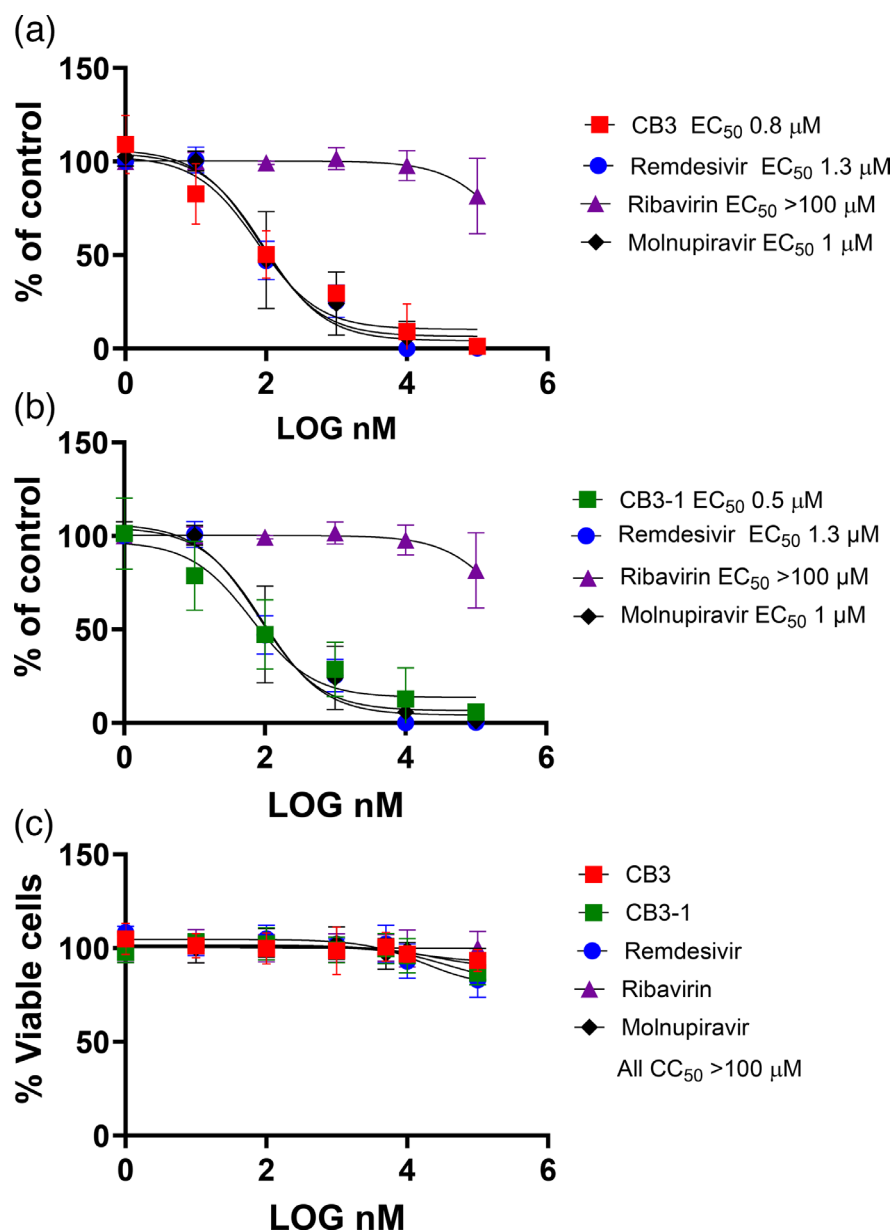 (a)
150
100
50
0
% of control
0 2 4 6
LOG nM
CB3 EC50 0.8 μM
Remdesivir EC50 1.3 μM
Ribavirin EC50 >100 μM
Molnupiravir EC50 1 μM
(b)
150
100
50
0
% of control
0 2 4 6
LOG nM
CB3-1 EC50 0.5 μM
Remdesivir EC50 1.3 μM
Ribavirin EC50 >100 μM
Molnupiravir EC50 1 μM
(c)
150
100
50
0
% Viable cells
0 2 4 6
LOG nM
CB3
CB3-1
Remdesivir
Ribavirin
Molnupiravir
All CC50 >100 μM